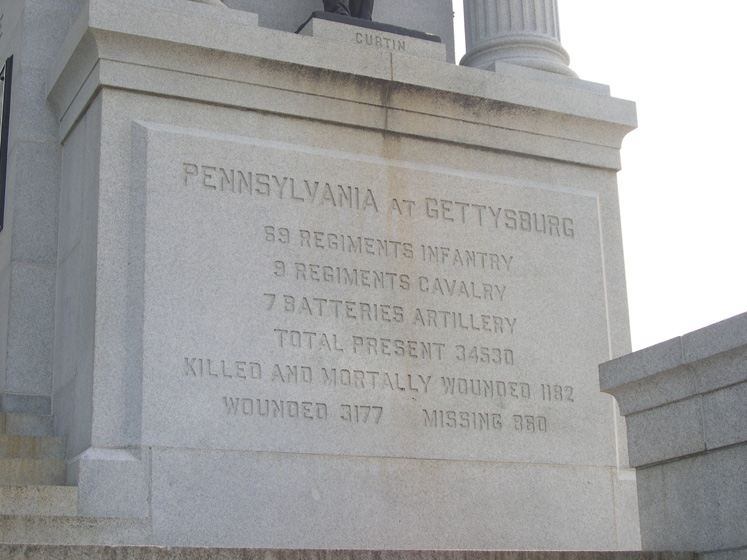 CURTIN
PENNSYLVANIA AT GETTYSBURG
69 REGIMENTS INFANTRY
9 REGIMENTS CAVALRY
7 BATTERIES ARTILLERY
TOTAL PRESENT 34530
KILLED AND MORTALLY WOUNDED 1182
WOUNDED 3177 MISSING 860